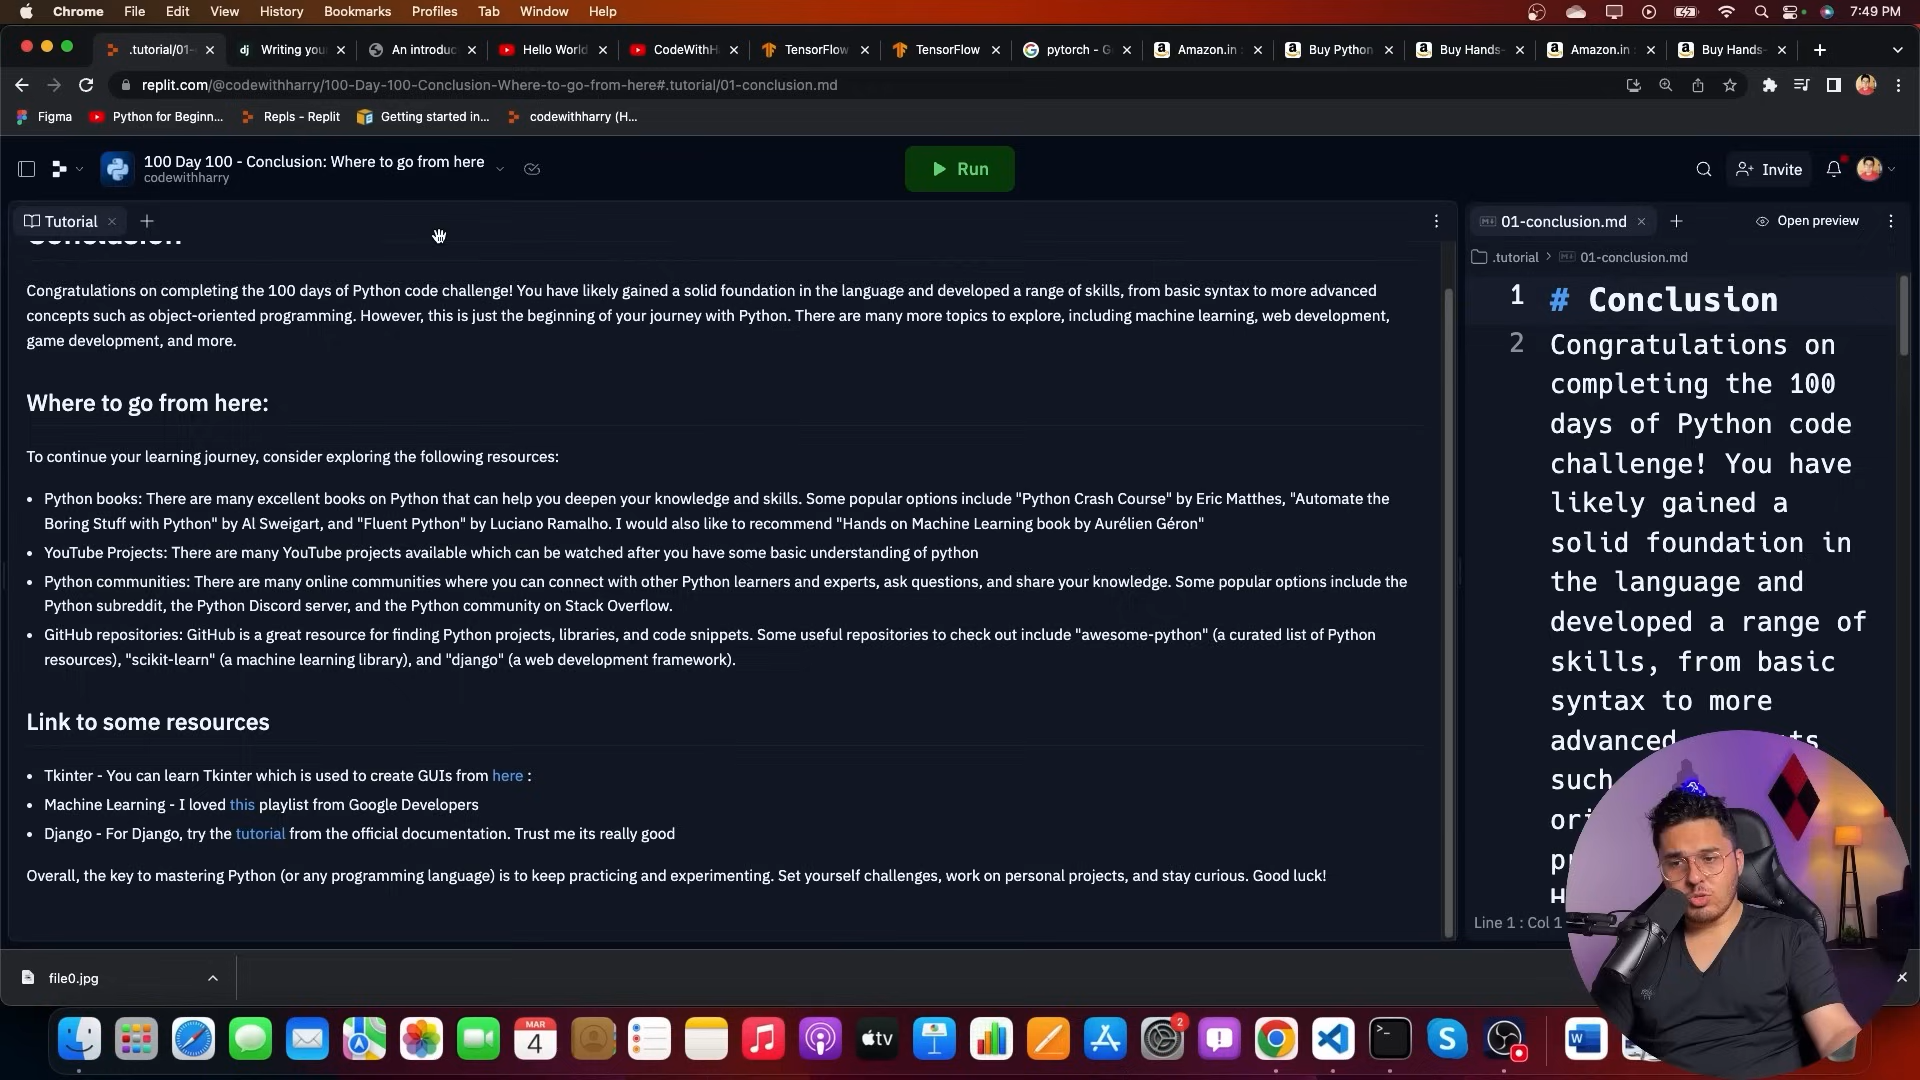 Chrome File Edit View History Bookmarks Profiles Tab Window Help 7:49 PM
.tutorial/01- Writing you An introduc Hello World CodeWithH TensorFlow TensorFlow pytorch - G Amazon.in : Buy Python Buy Hands- Amazon.in : Buy Hands-
replit.com/@codewithharry/100-Day-100-Conclusion-Where-to-go-from-here#.tutorial/01-conclusion.md
Figma Python for Beginn... Repls - Replit Getting started in... codewithharry (H...
100 Day 100 - Conclusion: Where to go from here
codewithharry
Run
Invite
Tutorial
Conclusion
Congratulations on completing the 100 days of Python code challenge! You have likely gained a solid foundation in the language and developed a range of skills, from basic syntax to more advanced
concepts such as object-oriented programming. However, this is just the beginning of your journey with Python. There are many more topics to explore, including machine learning, web development,
game development, and more.
Where to go from here:
To continue your learning journey, consider exploring the following resources:
• Python books: There are many excellent books on Python that can help you deepen your knowledge and skills. Some popular options include "Python Crash Course" by Eric Matthes, "Automate the
Boring Stuff with Python" by Al Sweigart, and "Fluent Python" by Luciano Ramalho. I would also like to recommend "Hands on Machine Learning book by Aurélien Géron"
• YouTube Projects: There are many YouTube projects available which can be watched after you have some basic understanding of python
• Python communities: There are many online communities where you can connect with other Python learners and experts, ask questions, and share your knowledge. Some popular options include the
Python subreddit, the Python Discord server, and the Python community on Stack Overflow.
• GitHub repositories: GitHub is a great resource for finding Python projects, libraries, and code snippets. Some useful repositories to check out include "awesome-python" (a curated list of Python
resources), "scikit-learn" (a machine learning library), and "django" (a web development framework).
Link to some resources
• Tkinter - You can learn Tkinter which is used to create GUIs from here :
• Machine Learning - I loved this playlist from Google Developers
• Django - For Django, try the tutorial from the official documentation. Trust me its really good
Overall, the key to mastering Python (or any programming language) is to keep practicing and experimenting. Set yourself challenges, work on personal projects, and stay curious. Good luck!
01-conclusion.md Open preview
.tutorial > 01-conclusion.md
1 # Conclusion
2 Congratulations on
completing the 100
days of Python code
challenge! You have
likely gained a
solid foundation in
the language and
developed a range of
skills, from basic
syntax to more
advanced
such
Line 1 : Col 1
file0.jpg
MAR
4
tv
2